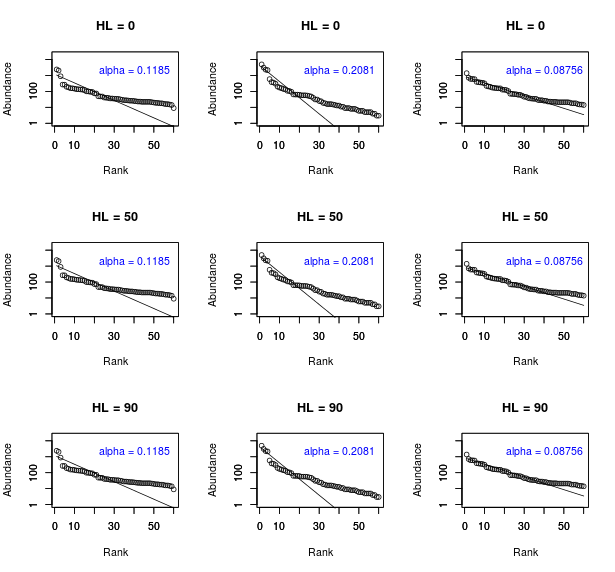 HL = 0
alpha = 0.1185
Abundance
100
1
0 10 30 50
Rank
HL = 0
alpha = 0.2081
Abundance
100
1
0 10 30 50
Rank
HL = 0
alpha = 0.08756
Abundance
100
1
0 10 30 50
Rank
HL = 50
alpha = 0.1185
Abundance
100
1
0 10 30 50
Rank
HL = 50
alpha = 0.2081
Abundance
100
1
0 10 30 50
Rank
HL = 50
alpha = 0.08756
Abundance
100
1
0 10 30 50
Rank
HL = 90
alpha = 0.1185
Abundance
100
1
0 10 30 50
Rank
HL = 90
alpha = 0.2081
Abundance
100
1
0 10 30 50
Rank
HL = 90
alpha = 0.08756
Abundance
100
1
0 10 30 50
Rank